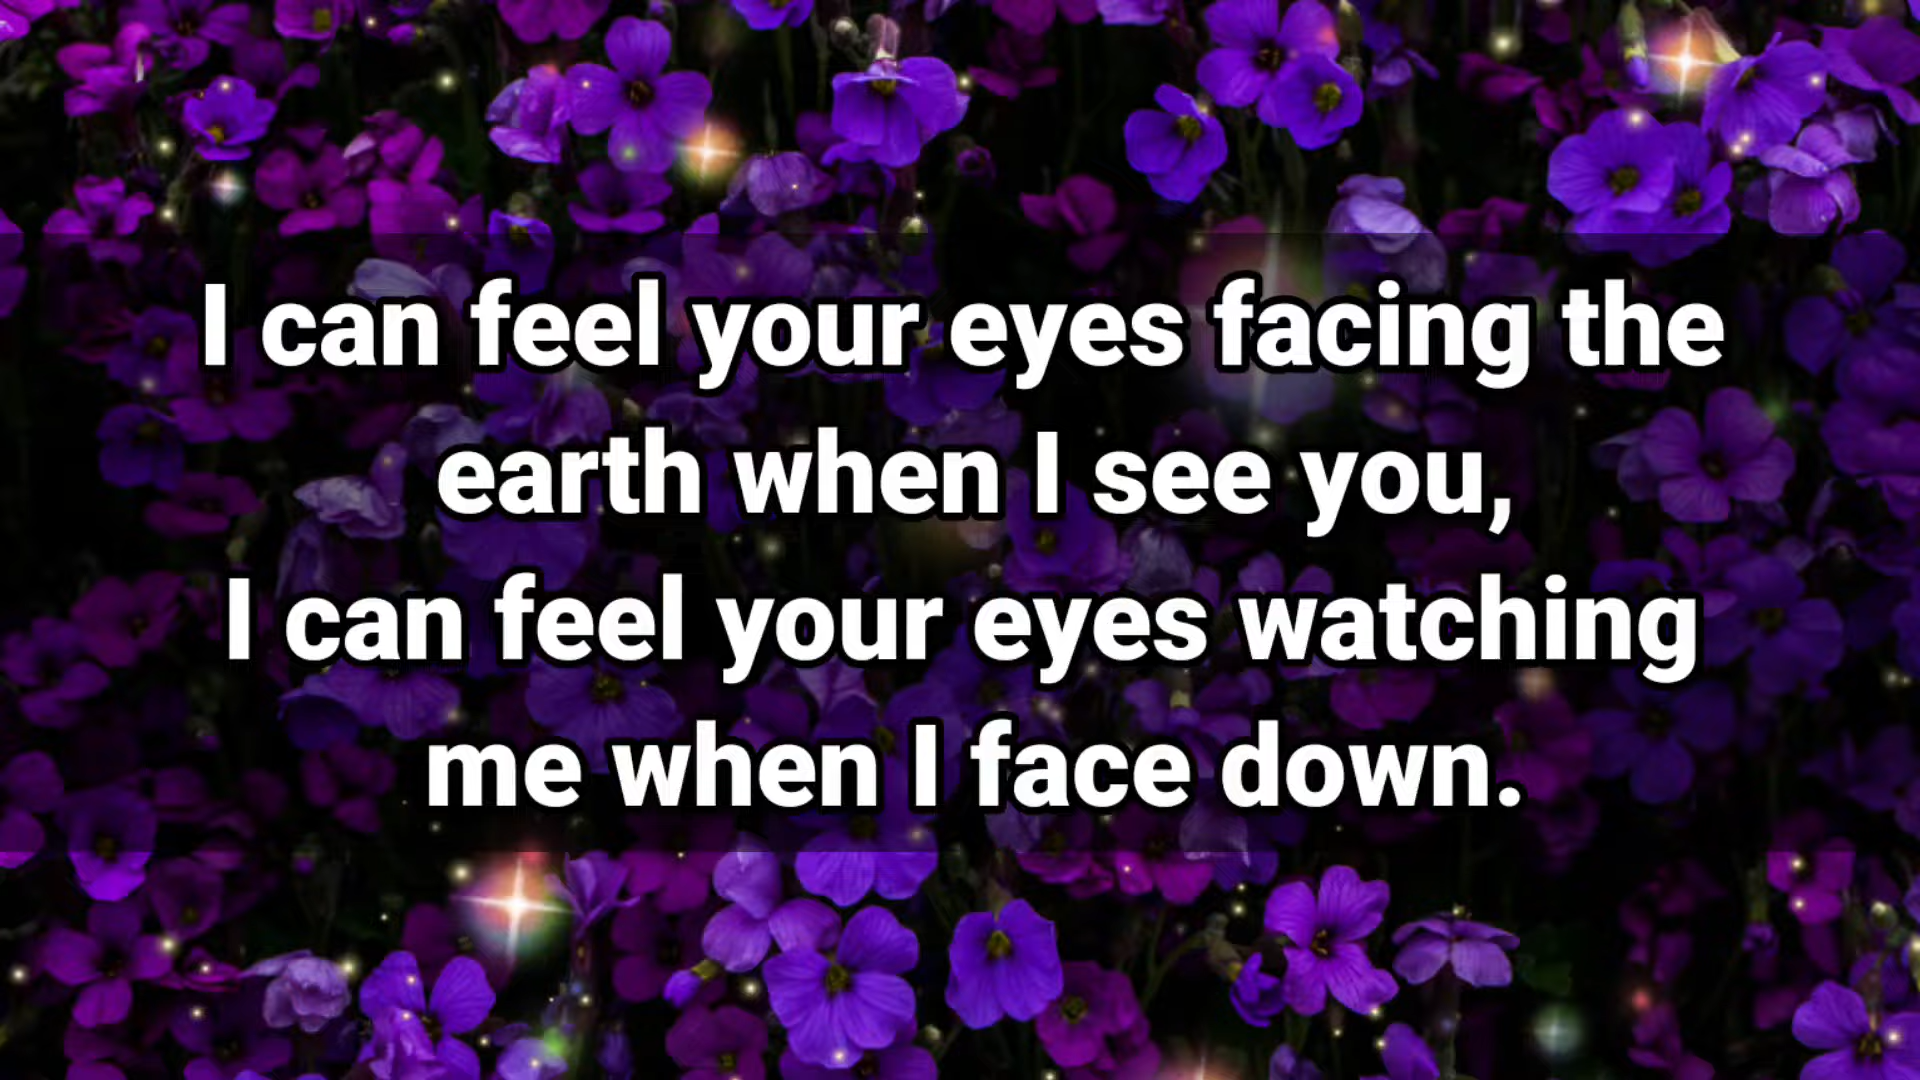 I can feel your eyes facing the
earth when I see you,
I can feel your eyes watching
me when I face down.